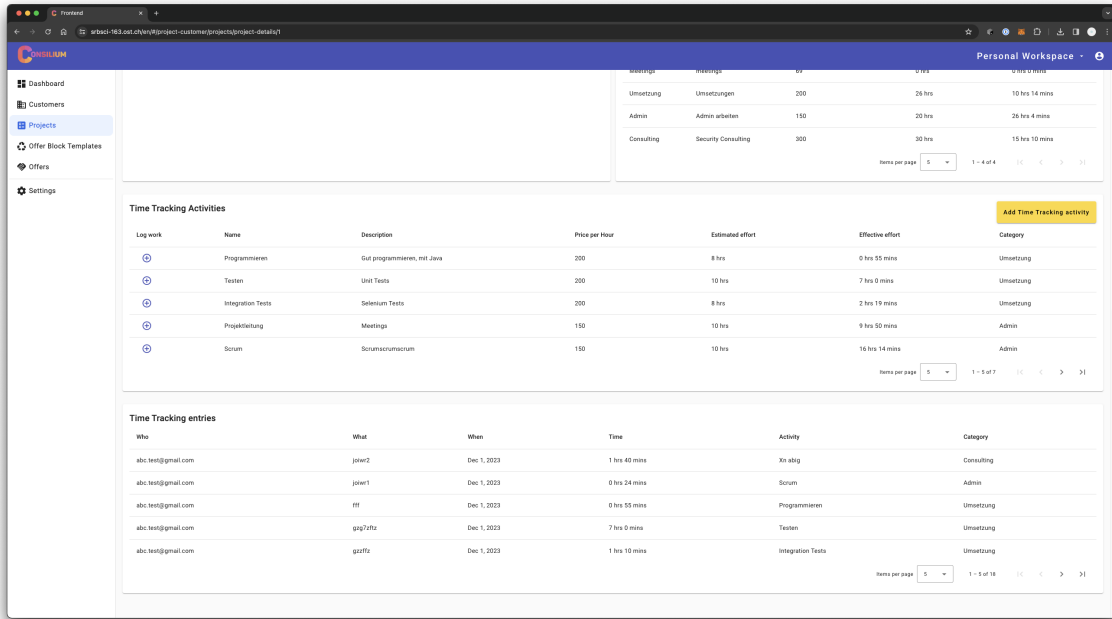 Frontend
srbsci-163.ost.ch/en/#/project-customer/projects/project-details/1
CONSILIUM
Personal Workspace
Dashboard
Customers
Projects
Offer Block Templates
Offers
Settings
Meetings meetings 69 0 hrs 0 hrs 0 mins
Umsetzung Umsetzungen 200 26 hrs 10 hrs 14 mins
Admin Admin arbeiten 150 20 hrs 26 hrs 4 mins
Consulting Security Consulting 300 30 hrs 15 hrs 10 mins
Items per page 5 1 – 4 of 4
Time Tracking Activities
Add Time Tracking activity
Log work Name Description Price per Hour Estimated effort Effective effort Category
Programmieren Gut programmieren, mit Java 200 8 hrs 0 hrs 55 mins Umsetzung
Testen Unit Tests 200 10 hrs 7 hrs 0 mins Umsetzung
Integration Tests Selenium Tests 200 8 hrs 2 hrs 19 mins Umsetzung
Projektleitung Meetings 150 10 hrs 9 hrs 50 mins Admin
Scrum Scrumscrumscrum 150 10 hrs 16 hrs 14 mins Admin
Items per page 5 1 – 5 of 7
Time Tracking entries
Who What When Time Activity Category
abc.test@gmail.com joiwr2 Dec 1, 2023 1 hrs 40 mins Xn abig Consulting
abc.test@gmail.com joiwr1 Dec 1, 2023 0 hrs 24 mins Scrum Admin
abc.test@gmail.com fff Dec 1, 2023 0 hrs 55 mins Programmieren Umsetzung
abc.test@gmail.com gzg7zftz Dec 1, 2023 7 hrs 0 mins Testen Umsetzung
abc.test@gmail.com gzzffz Dec 1, 2023 1 hrs 10 mins Integration Tests Umsetzung
Items per page 5 1 – 5 of 18